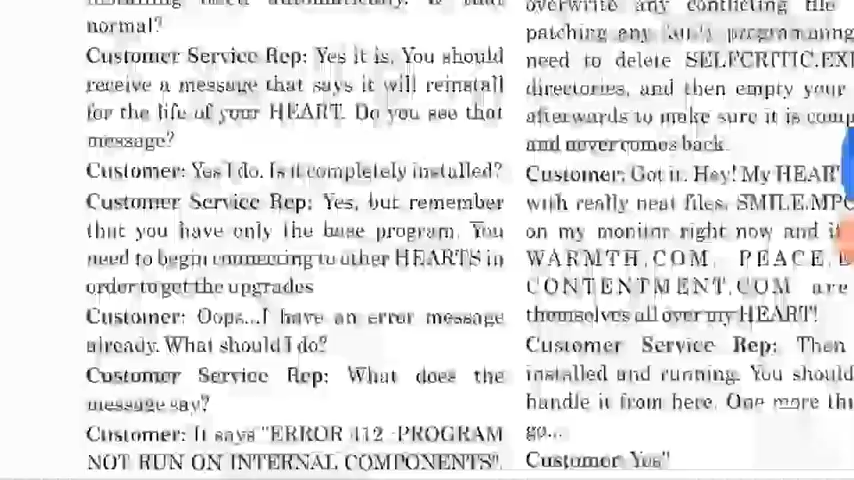 normal?
Customer Service Rep: Yes it is. You should
receive a message that says it will reinstall
for the life of your HEART. Do you see that
message?
Customer: Yes I do. Is it completely installed?
Customer Service Rep: Yes, but remember
that you have only the base program. You
need to begin connecting to other HEARTS in
order to get the upgrades
Customer: Oops...I have an error message
already. What should I do?
Customer Service Rep: What does the
message say?
Customer: It says "ERROR 412 -PROGRAM
NOT RUN ON INTERNAL COMPONENTS".
overwrite any conflicting file
patching any programming
need to delete SELFCRITIC.EXE
directories, and then empty your
afterwards to make sure it is comp
and never comes back
Customer: Got it. Hey! My HEAR
with really neat files. SMILE.MPG
on my monitor right now and it
WARMTH.COM, PEACE.E
CONTENTMENT.COM are
themselves all over my HEART!
Customer Service Rep: Then
installed and running. You should
handle it from here. One more thi
go...
Customer Yes"